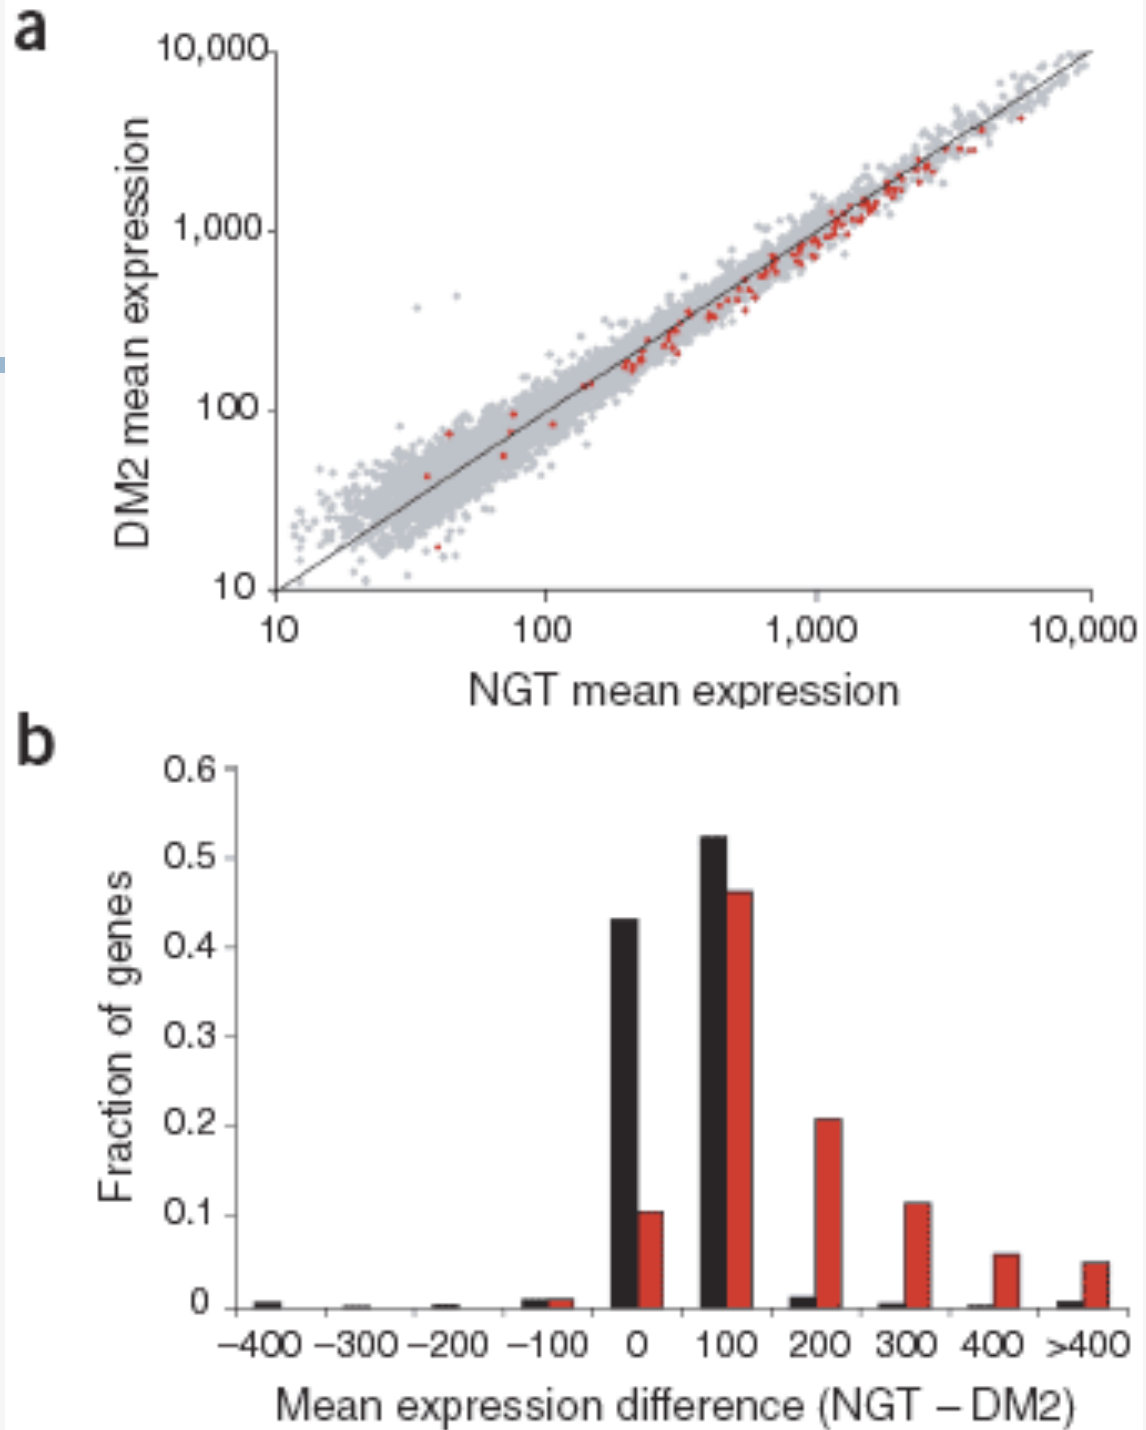 a
10,000
1,000
100
10
DM2 mean expression
10 100 1,000 10,000
NGT mean expression
b
0.6
0.5
0.4
0.3
0.2
0.1
0
Fraction of genes
–400 –300 –200 –100 0 100 200 300 400 >400
Mean expression difference (NGT – DM2)